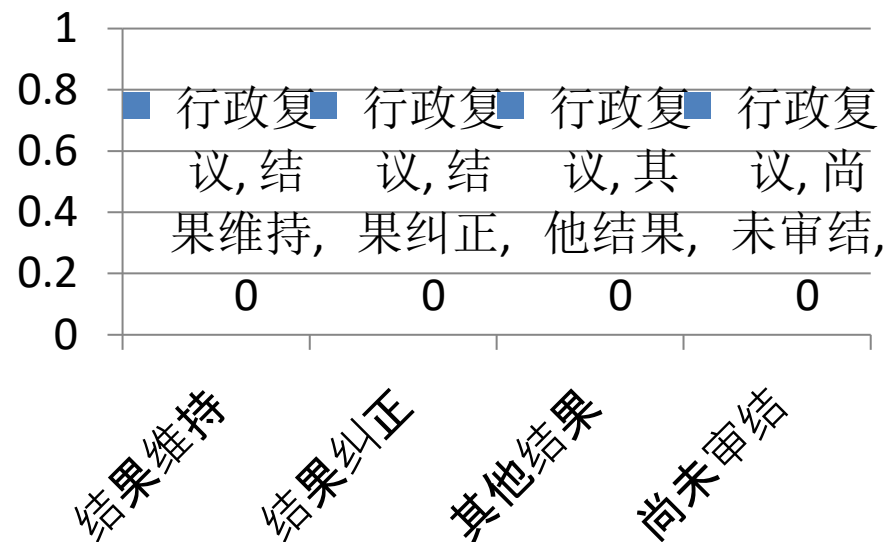 1
0.8
0.6
0.4
0.2
0
行政复
议, 结
果维持,
0
行政复
议, 结
果纠正,
0
行政复
议, 其
他结果,
0
行政复
议, 尚
未审结,
0
结果维持
结果纠正
其他结果
尚未审结